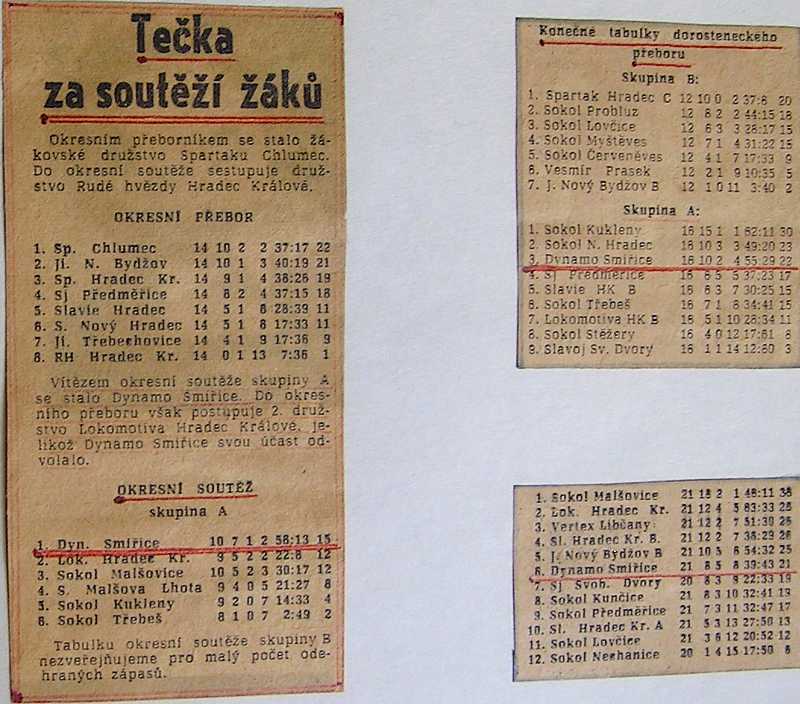 Tečka
za soutěží žáků
Okresním přeborníkem se stalo žá-
kovské družstvo Spartaku Chlumec.
Do okresní soutěže sestupuje druž-
stvo Rudé hvězdy Hradec Králové.
OKRESNÍ PŘEBOR
1. Sp. Chlumec 14 10 2 2 37:17 22
2. Ji. N. Bydžov 14 10 1 3 40:19 21
3. Sp. Hradec Kr. 14 9 1 4 38:26 19
4. Sj Předměřice 14 8 2 4 37:15 18
5. Slavie Hradec 14 5 1 8 28:39 11
6. S. Nový Hradec 14 5 1 8 17:33 11
7. Ji. Třebechovice 14 4 1 9 17:36 9
8. RH Hradec Kr. 14 0 1 13 7:36 1
Vítězem okresní soutěže skupiny A
se stalo Dynamo Smiřice. Do okres-
ního přeboru však postupuje 2. druž-
stvo Lokomotiva Hradec Králové, je-
likož Dynamo Smiřice svou účast od-
volalo.
OKRESNÍ SOUTĚŽ
skupina A
1. Dyn. Smiřice 10 7 1 2 58:13 15
2. Lok. Hradec Kr. 9 5 2 2 22:8 12
3. Sokol Malšovice 10 5 2 3 30:17 12
4. S. Malšova Lhota 9 4 0 5 21:27 8
5. Sokol Kukleny 9 2 0 7 14:33 4
6. Sokol Třebeš 8 1 0 7 2:49 2
Tabulku okresní soutěže skupiny B
nezveřejňujeme pro malý počet ode-
hraných zápasů.
Konečné tabulky dorosteneckého
přeboru
Skupina B:
1. Spartak Hradec C 12 10 0 2 37:8 20
2. Sokol Probluz 12 8 2 2 44:15 18
3. Sokol Lovčice 12 6 3 3 28:17 15
4. Sokol Mystěves 12 7 1 4 31:22 15
5. Sokol Červeněves 12 4 1 7 17:33 9
6. Vesmír Prasek 12 2 1 9 10:35 5
7. J. Nový Bydžov B 12 1 0 11 3:40 2
Skupina A:
1. Sokol Kukleny 16 15 1 62:11 30
2. Sokol N. Hradec 16 10 3 3 49:20 23
3. Dynamo Smiřice 16 10 2 4 55:29 22
4. Sj Předměřice 16 6 5 5 37:23 17
5. Slavie HK B 16 6 3 7 30:25 15
6. Sokol Třebeš 16 7 1 8 34:41 15
7. Lokomotiva HK B 16 5 1 10 28:34 11
8. Sokol Stěžery 16 4 0 12 17:61 8
9. Slavoj Sv. Dvory 16 1 1 14 12:80 3
1. Sokol Malšovice 21 18 2 1 48:11 38
2. Lok. Hradec Kr. 21 12 4 5 63:33 28
3. Vertex Libčany 21 12 2 7 51:30 26
4. Sl. Hradec Kr. B. 21 12 2 7 38:29 26
5. J. Nový Bydžov B 21 10 5 6 54:32 25
6. Dynamo Smiřice 21 8 5 8 39:43 21
7. Sj Svob. Dvory 20 8 3 9 22:33 19
8. Sokol Kunčice 21 8 3 10 32:41 19
9. Sokol Předměřice 21 7 3 11 32:47 17
10. Sl. Hradec Kr. A 21 5 3 13 27:50 13
11. Sokol Lovčice 21 3 6 12 20:52 12
12. Sokol Nechanice 20 1 4 15 17:50 6